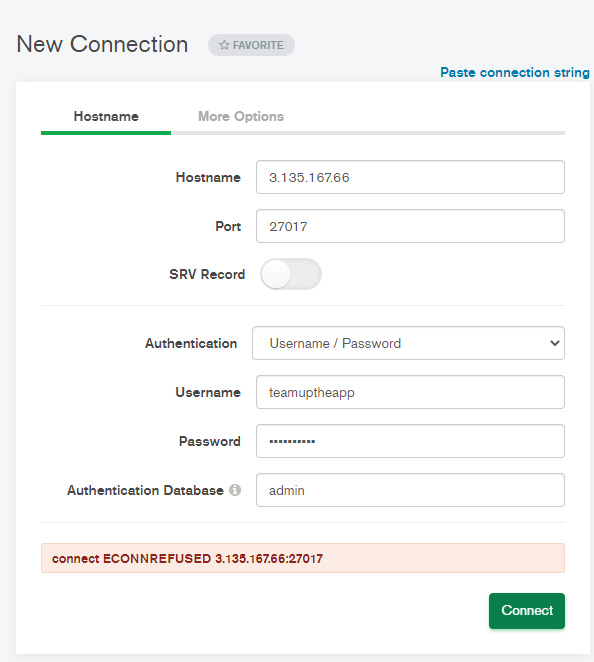 New Connection
FAVORITE
Paste connection string
Hostname More Options
Hostname 3.135.167.66
Port 27017
SRV Record
Authentication Username / Password
Username teamuptheapp
Password ••••••••••
Authentication Database admin
connect ECONNREFUSED 3.135.167.66:27017
Connect